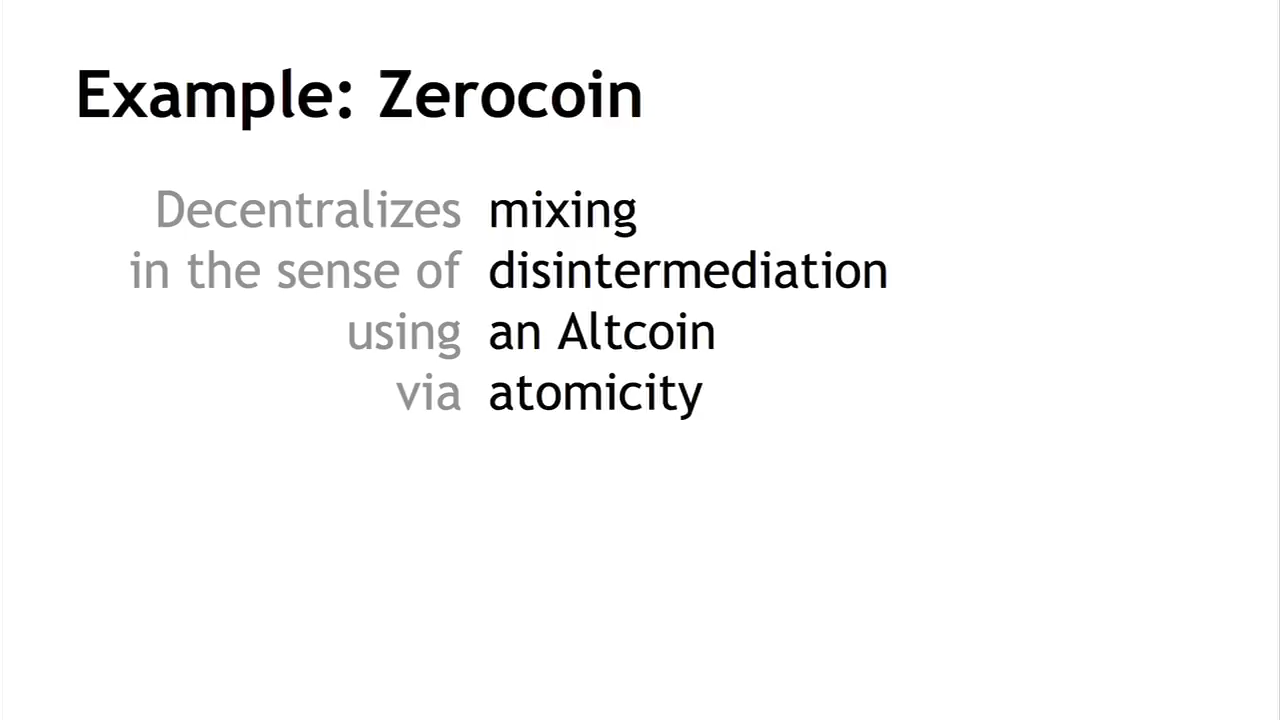 Example: Zerocoin
Decentralizes mixing
in the sense of disintermediation
using an Altcoin
via atomicity